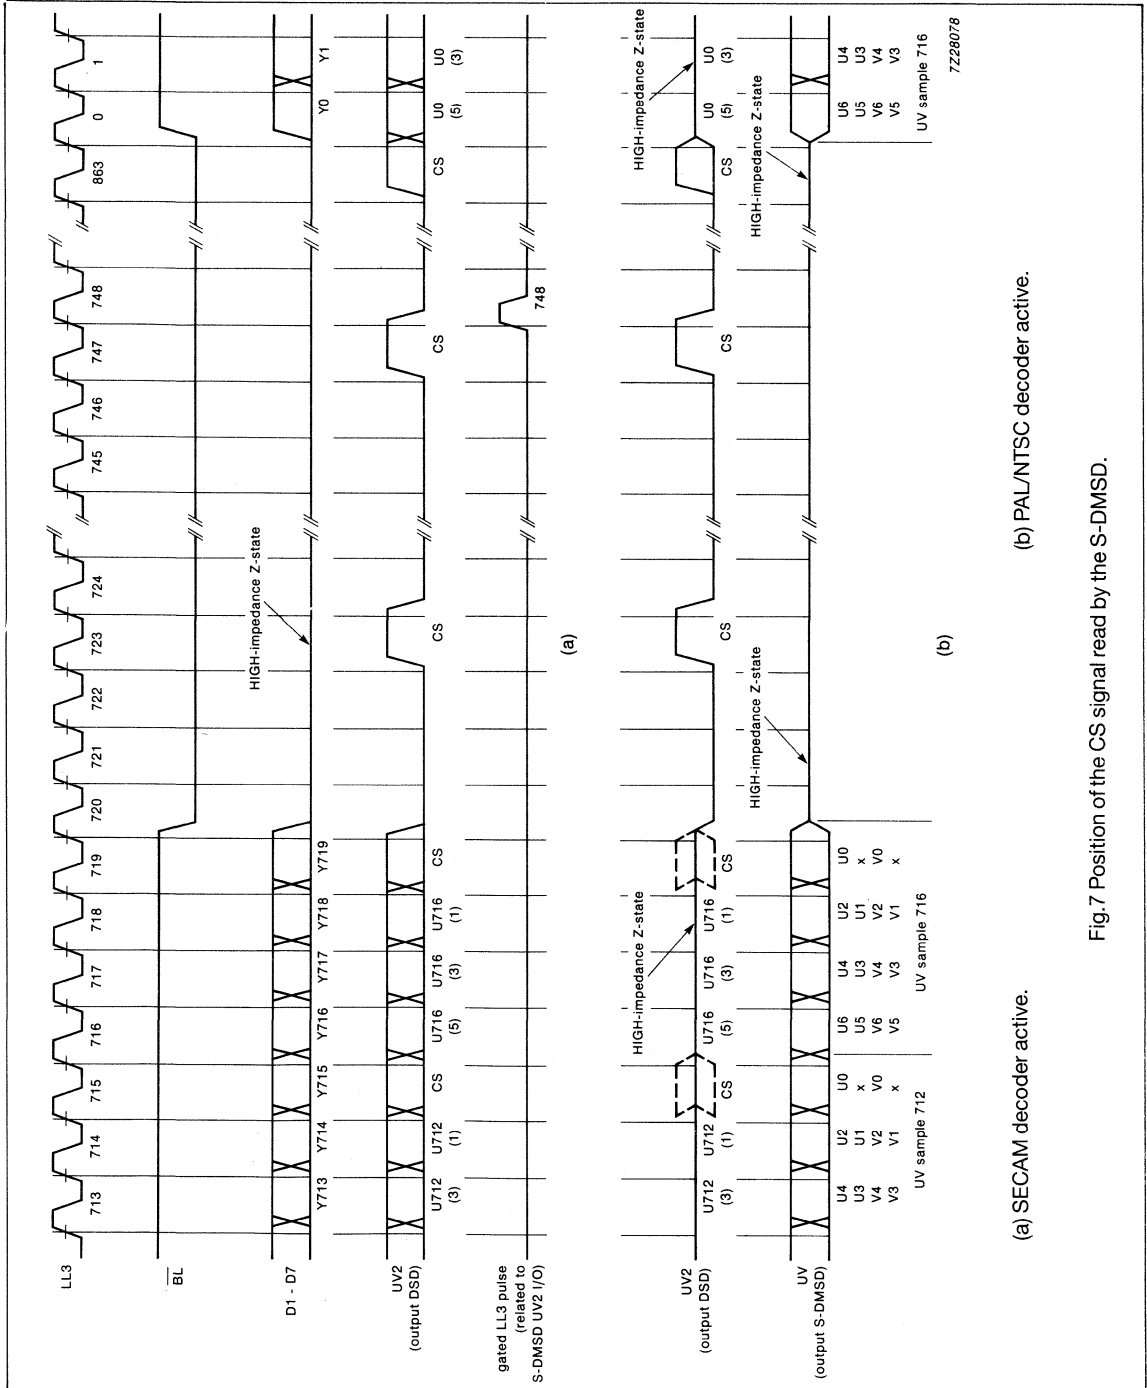 LL3
713 714 715 716 717 718 719 720 721 722 723 724 745 746 747 748 863 0 1
BL
D1 - D7
Y713 Y714 Y715 Y716 Y717 Y718 Y719 Y0 Y1
HIGH-impedance Z-state
UV2
(output DSD)
U712 U712 CS U716 U716 U716 CS CS CS CS U0 U0
(3) (1) (5) (3) (1) (5) (3)
gated LL3 pulse
(related to
S-DMSD UV2 I/O)
748
(a)
HIGH-impedance Z-state
HIGH-impedance Z-state
UV2
(output DSD)
U712 U712 CS U716 U716 U716 CS CS CS CS U0 U0
(3) (1) (5) (3) (1) (5) (3)
HIGH-impedance Z-state
HIGH-impedance Z-state
UV
(output S-DMSD)
U4 U2 U0 U6 U4 U2 U0 U6 U4
U3 U1 x U5 U3 U1 x U5 U3
V4 V2 V0 V6 V4 V2 V0 V6 V4
V3 V1 x V5 V3 V1 x V5 V3
UV sample 712 UV sample 716 UV sample 716
(b)
7Z28078
(a) SECAM decoder active.
(b) PAL/NTSC decoder active.
Fig.7 Position of the CS signal read by the S-DMSD.